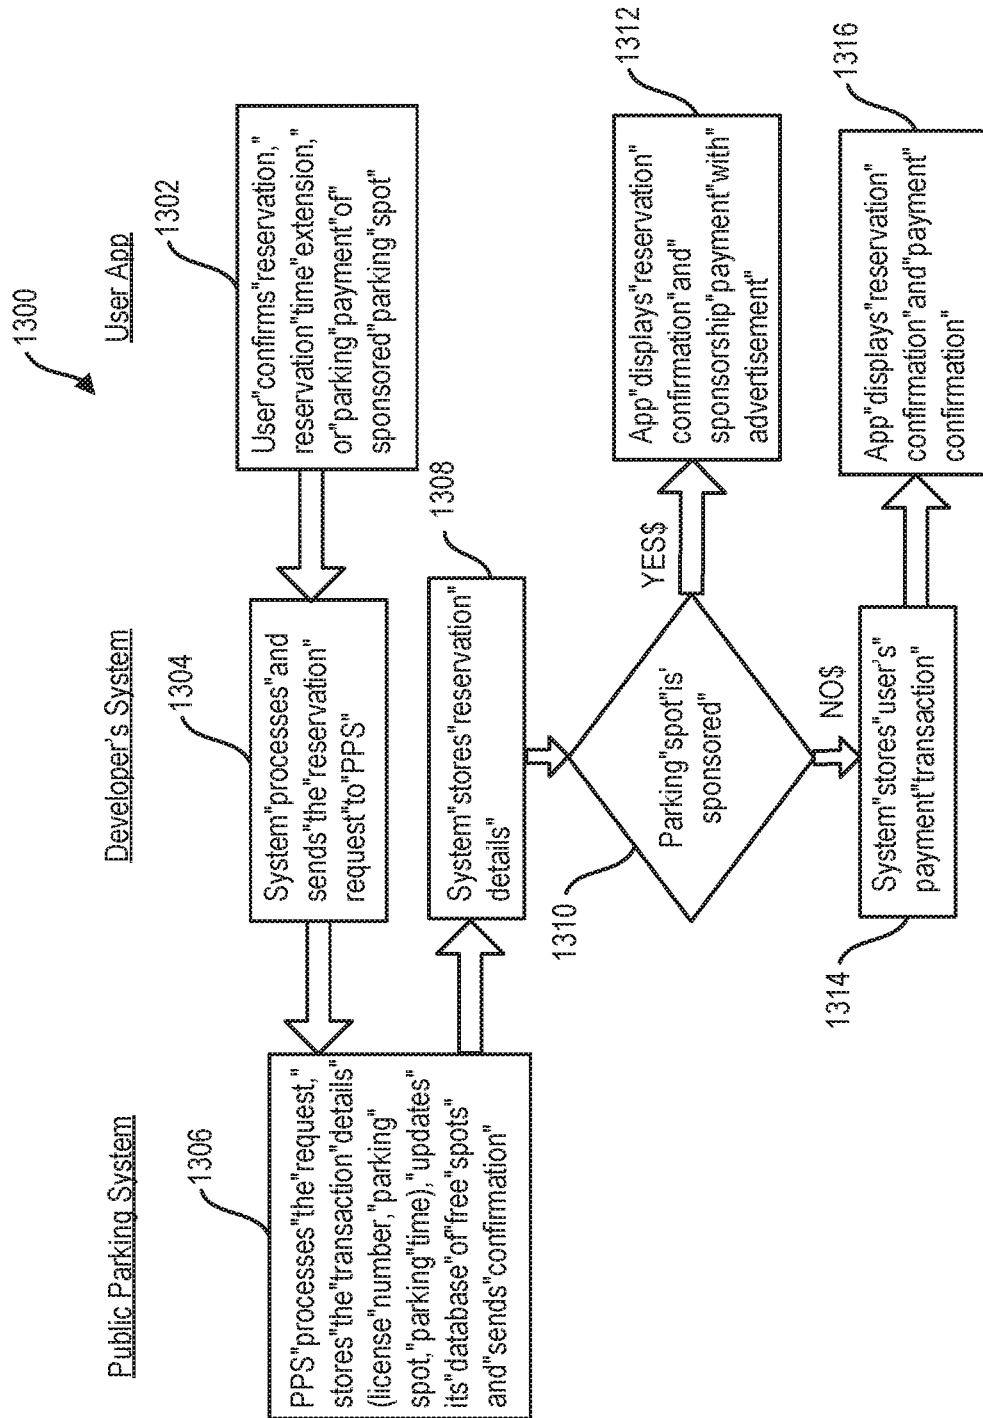 1300
Public Parking System
Developer's System
User App
1302
User"confirms"reservation,"
reservation"time"extension,"
or"parking"payment"of"
sponsored"parking"spot"
1304
System"processes"and
sends"the"reservation"
request"to"PPS"
1306
PPS"processes"the"request,"
stores"the"transaction"details"
(license"number,"parking"
spot,"parking"time),"updates"
its"database"of"free"spots"
and"sends"confirmation"
1308
System"stores"reservation"
details"
1310
Parking"spot"is'
sponsored"
YES$
1312
App"displays"reservation"
confirmation"and"
sponsorship"payment"with"
advertisement"
NO$
1314
System"stores"user's"
payment"transaction"
1316
App"displays"reservation"
confirmation"and"payment"
confirmation"